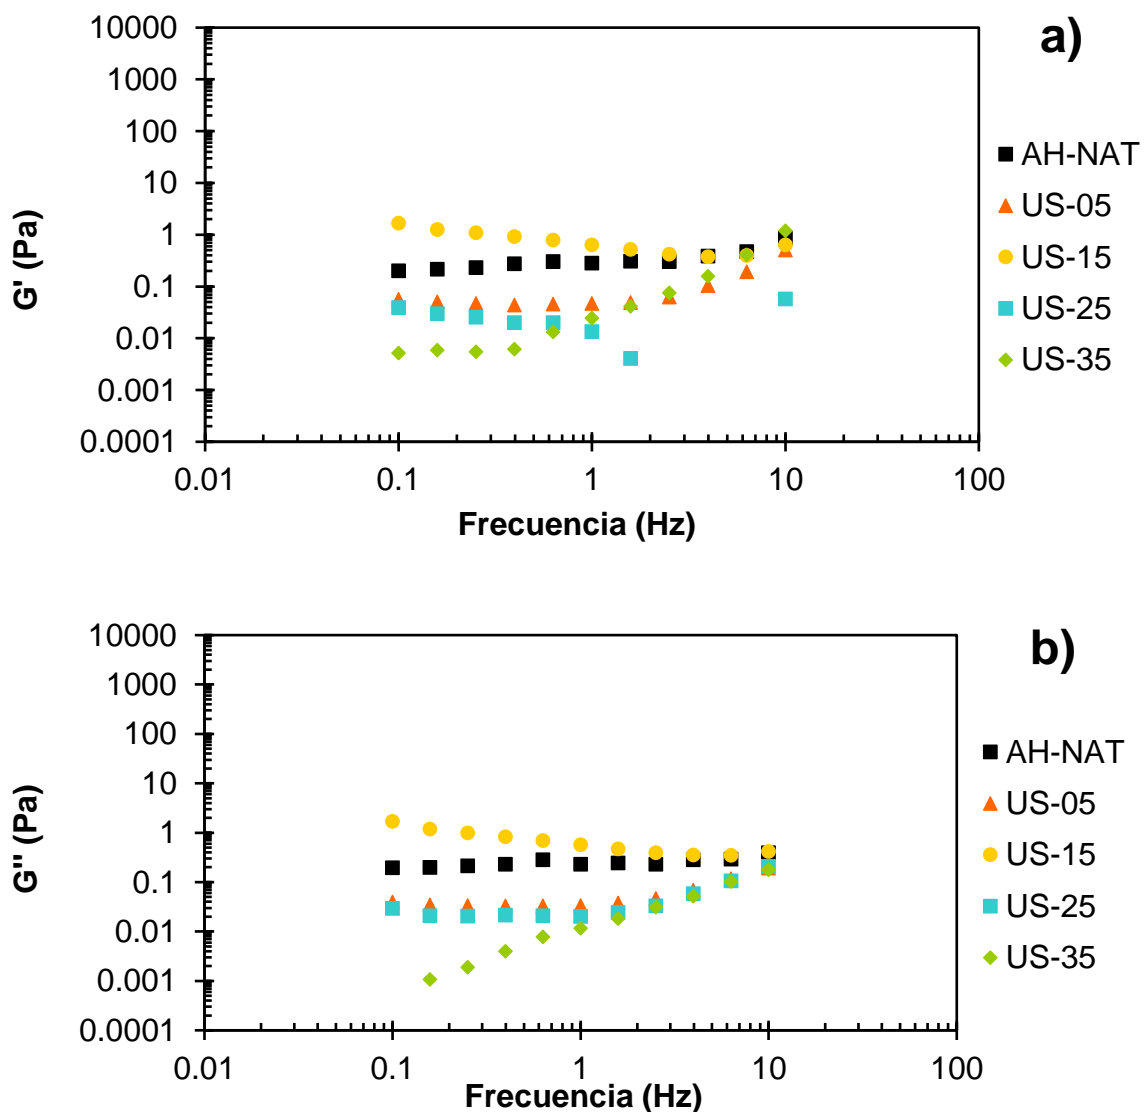 a)
10000
1000
100
10
1
0.1
0.01
0.001
0.0001
G' (Pa)
0.01 0.1 1 10 100
Frecuencia (Hz)
AH-NAT
US-05
US-15
US-25
US-35
b)
10000
1000
100
10
1
0.1
0.01
0.001
0.0001
G'' (Pa)
0.01 0.1 1 10 100
Frecuencia (Hz)
AH-NAT
US-05
US-15
US-25
US-35